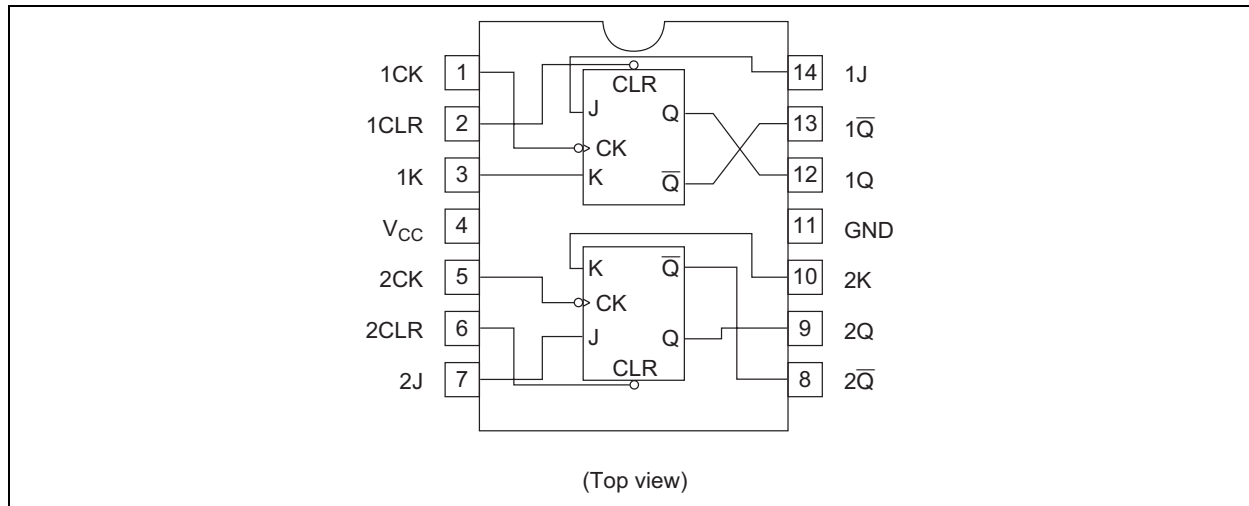 1CK 1 14 1J
1CLR 2 13 1Q̅
1K 3 12 1Q
VCC 4 11 GND
2CK 5 10 2K
2CLR 6 9 2Q
2J 7 8 2Q̅
CLR
J Q
CK
K Q̅
K Q̅
CK
J Q
CLR
(Top view)